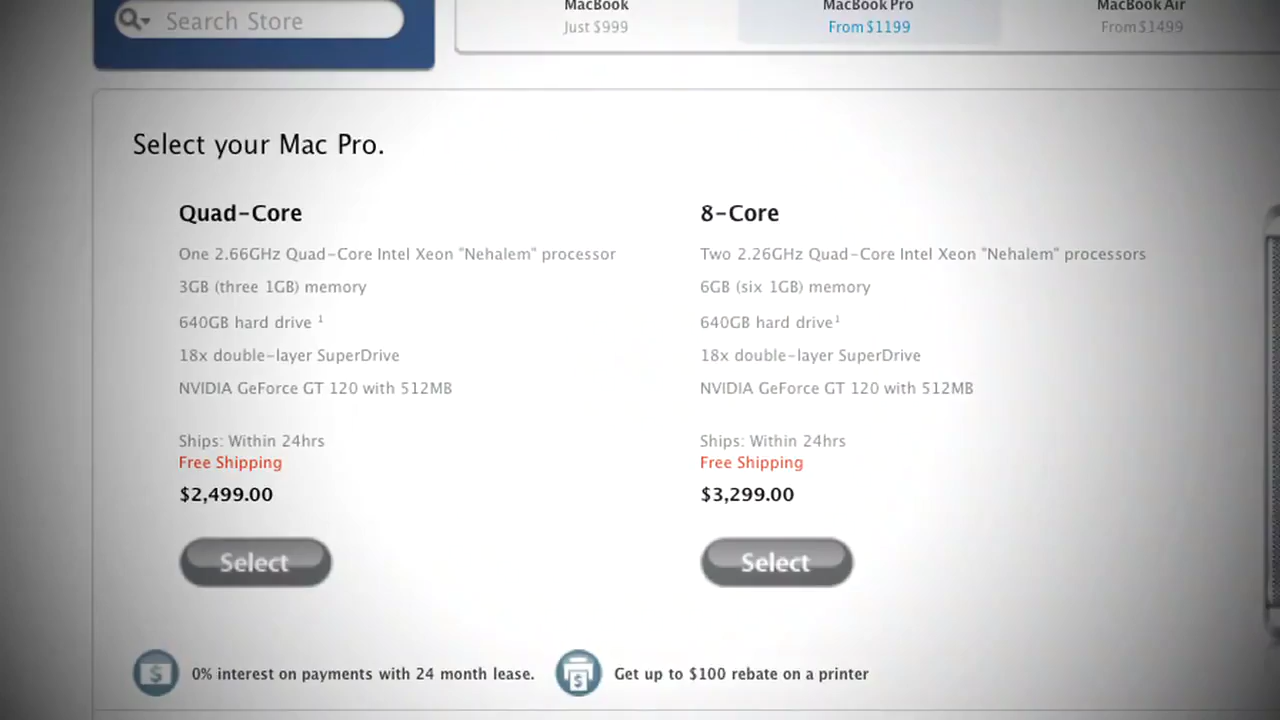 Search Store
MacBook
Just $999
MacBook Pro
From $1199
MacBook Air
From $1499
Select your Mac Pro.
Quad-Core
One 2.66GHz Quad-Core Intel Xeon "Nehalem" processor
3GB (three 1GB) memory
640GB hard drive 1
18x double-layer SuperDrive
NVIDIA GeForce GT 120 with 512MB
Ships: Within 24hrs
Free Shipping
$2,499.00
Select
8-Core
Two 2.26GHz Quad-Core Intel Xeon "Nehalem" processors
6GB (six 1GB) memory
640GB hard drive1
18x double-layer SuperDrive
NVIDIA GeForce GT 120 with 512MB
Ships: Within 24hrs
Free Shipping
$3,299.00
Select
$ 0% interest on payments with 24 month lease.
$ Get up to $100 rebate on a printer